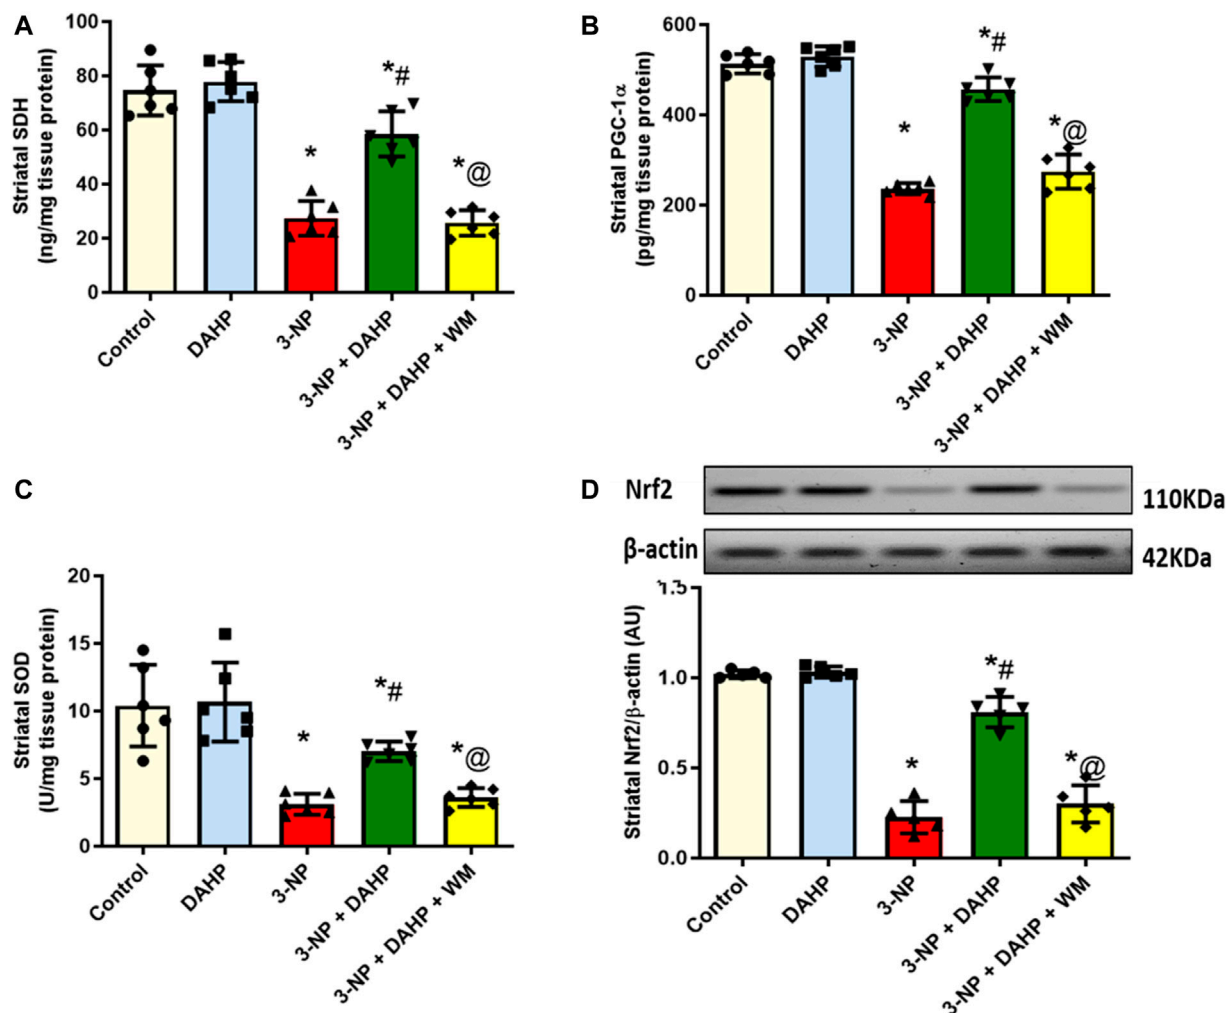 A
Striatal SDH
(ng/mg tissue protein)
100
80
60
40
20
0
*
*#
*@
Control
DAHP
3-NP
3-NP + DAHP
3-NP + DAHP + WM
B
Striatal PGC-1α
(pg/mg tissue protein)
600
400
200
0
*
*#
*@
Control
DAHP
3-NP
3-NP + DAHP
3-NP + DAHP + WM
C
Striatal SOD
(U/mg tissue protein)
20
15
10
5
0
*
*#
*@
Control
DAHP
3-NP
3-NP + DAHP
3-NP + DAHP + WM
D
Nrf2
110KDa
β-actin
42KDa
Striatal Nrf2/β-actin (AU)
1.5
1.0
0.5
0.0
*
*#
*@
Control
DAHP
3-NP
3-NP + DAHP
3-NP + DAHP + WM